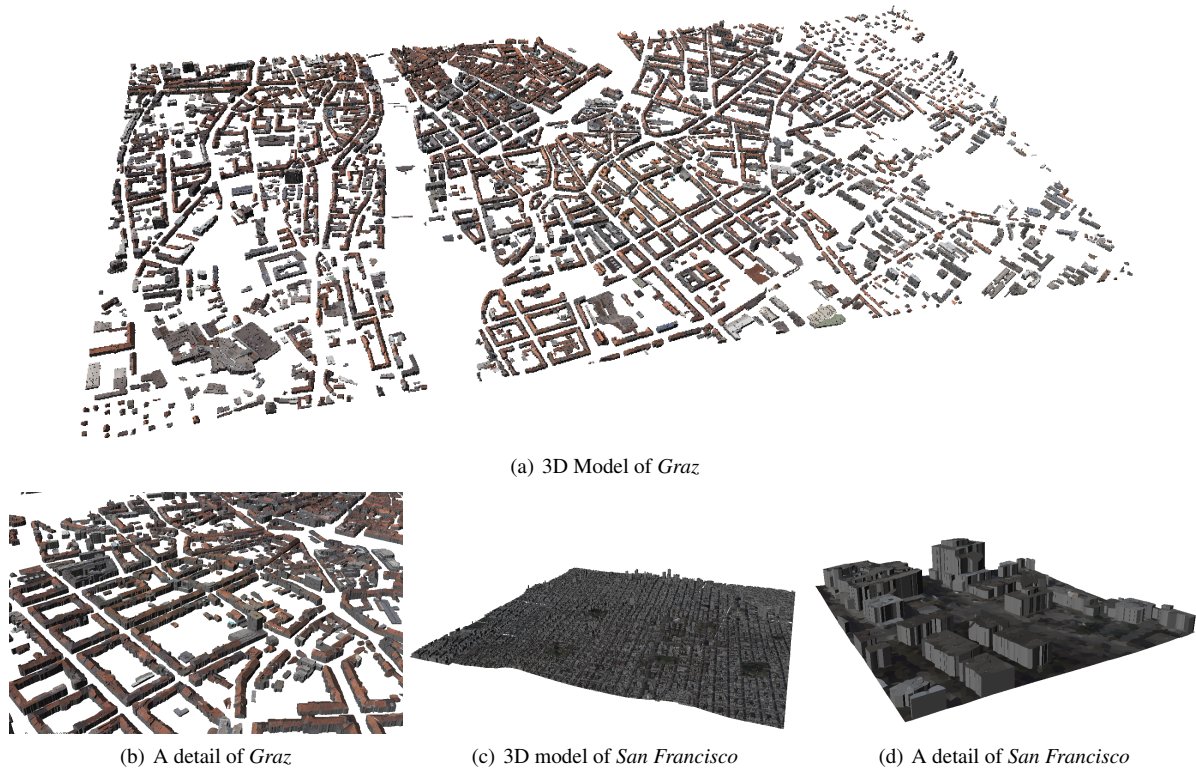 (a) 3D Model of Graz
(b) A detail of Graz
(c) 3D model of San Francisco
(d) A detail of San Francisco